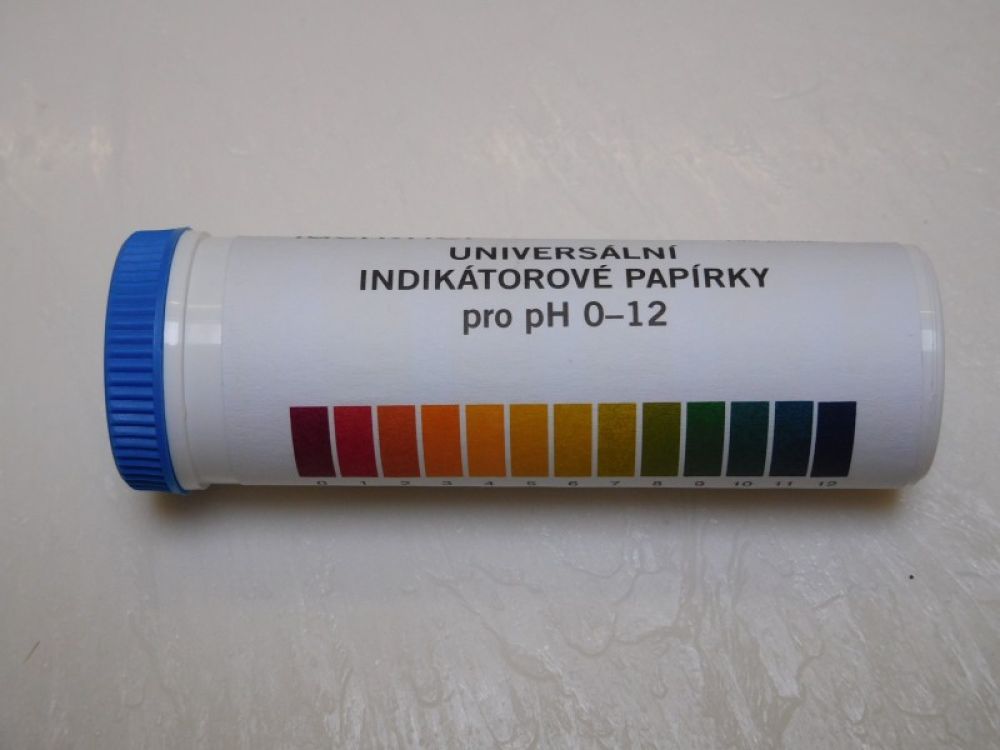 UNIVERSÁLNÍ
INDIKÁTOROVÉ PAPÍRKY
pro pH 0–12
0 1 2 3 4 5 6 7 8 9 10 11 12